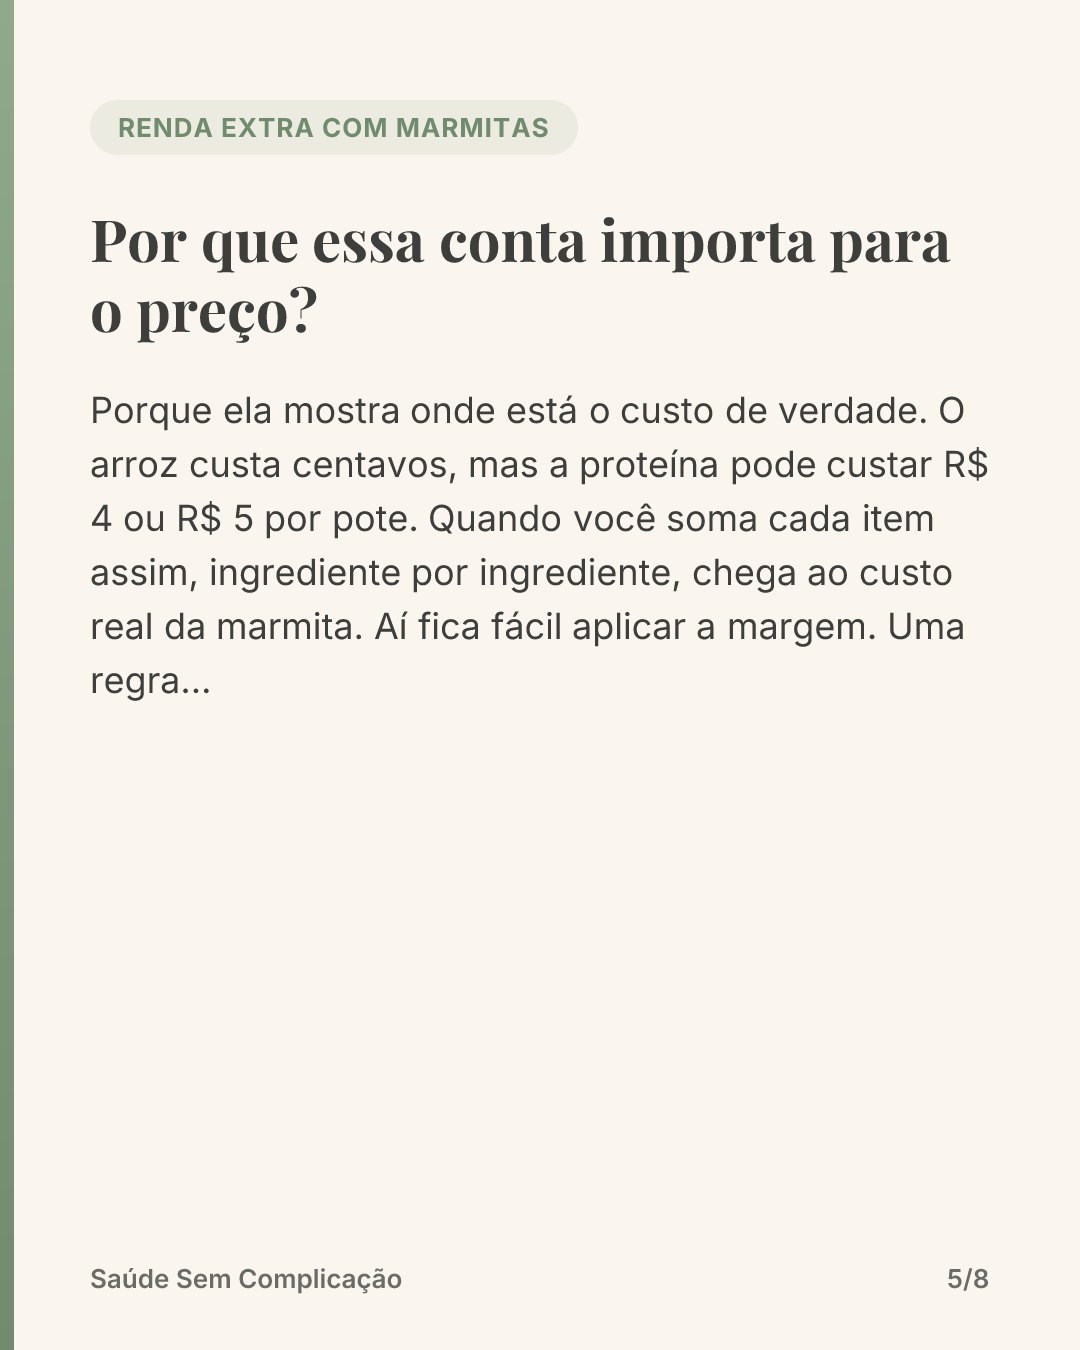 RENDA EXTRA COM MARMITAS
Por que essa conta importa para
o preço?
Porque ela mostra onde está o custo de verdade. O
arroz custa centavos, mas a proteína pode custar R$
4 ou R$ 5 por pote. Quando você soma cada item
assim, ingrediente por ingrediente, chega ao custo
real da marmita. Aí fica fácil aplicar a margem. Uma
regra...
Saúde Sem Complicação
5/8